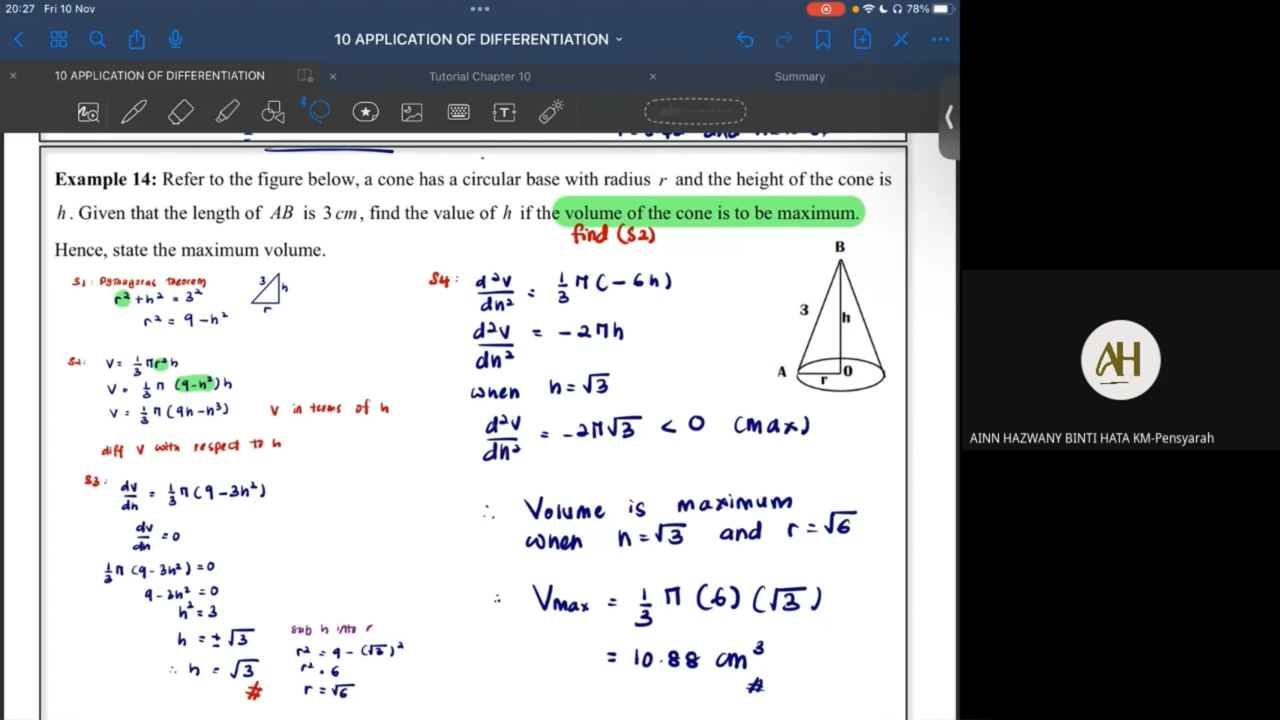 20:27 Fri 10 Nov
78%
10 APPLICATION OF DIFFERENTIATION
10 APPLICATION OF DIFFERENTIATION
Tutorial Chapter 10
Summary
Example 14: Refer to the figure below, a cone has a circular base with radius r and the height of the cone is
h. Given that the length of AB is 3 cm, find the value of h if the volume of the cone is to be maximum.
find (S2)
Hence, state the maximum volume.
S1: Pythagoras theorem
r² + h² = 3²
r² = 9 - h²
3
h
r
S2:
V = 1/3 π r² h
V = 1/3 π (9-h²)h
V = 1/3 π (9h - h³)
V in terms of h
diff V with respect to h
S3:
dv/dh = 1/3 π (9 - 3h²)
dv/dh = 0
1/3 π (9 - 3h²) = 0
9 - 3h² = 0
h² = 3
h = ± √3
∴ h = √3
#
sub h into r
r² = 9 - (√3)²
r² = 6
r = √6
S4:
d²v/dh² = 1/3 π (-6h)
d²v/dh² = -2πh
when h = √3
d²v/dh² = -2π√3 < 0 (max)
∴ Volume is maximum
when h = √3 and r = √6
∴ Vmax = 1/3 π (6) (√3)
= 10.88 cm³
#
B
3
h
A
r
O
AH
AINN HAZWANY BINTI HATA KM-Pensyarah